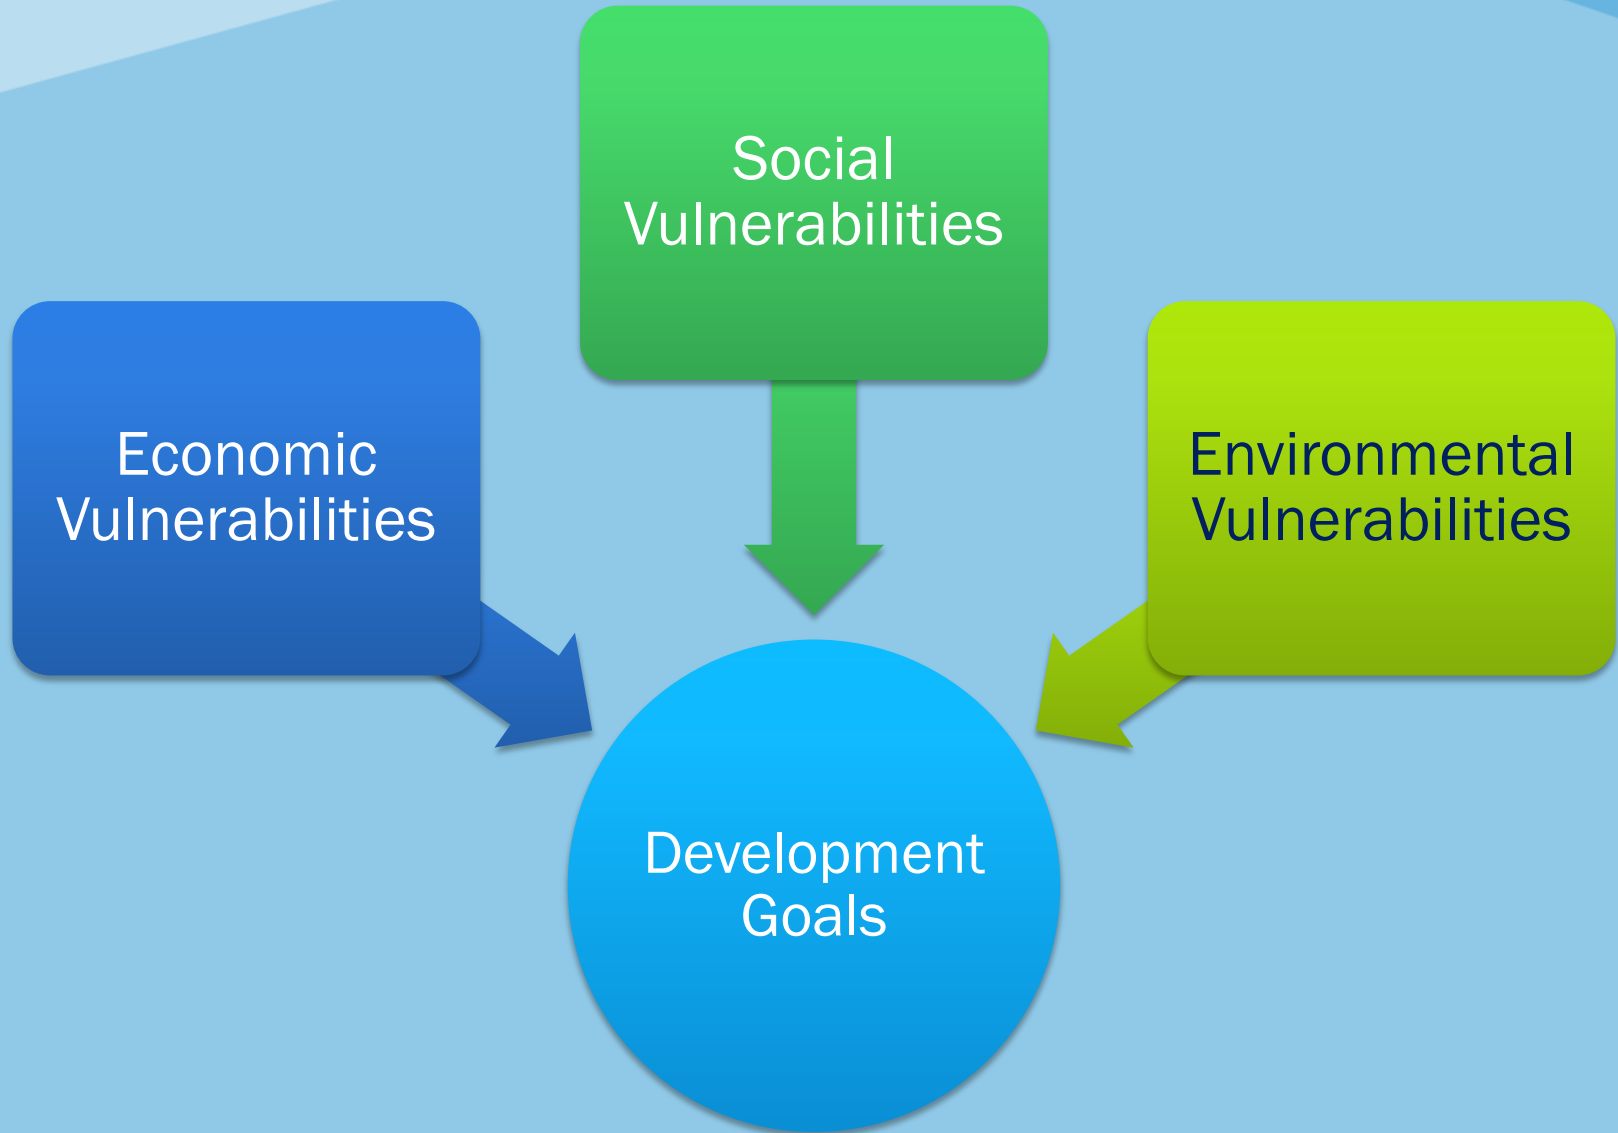 Social
Vulnerabilities
Economic
Vulnerabilities
Environmental
Vulnerabilities
Development
Goals